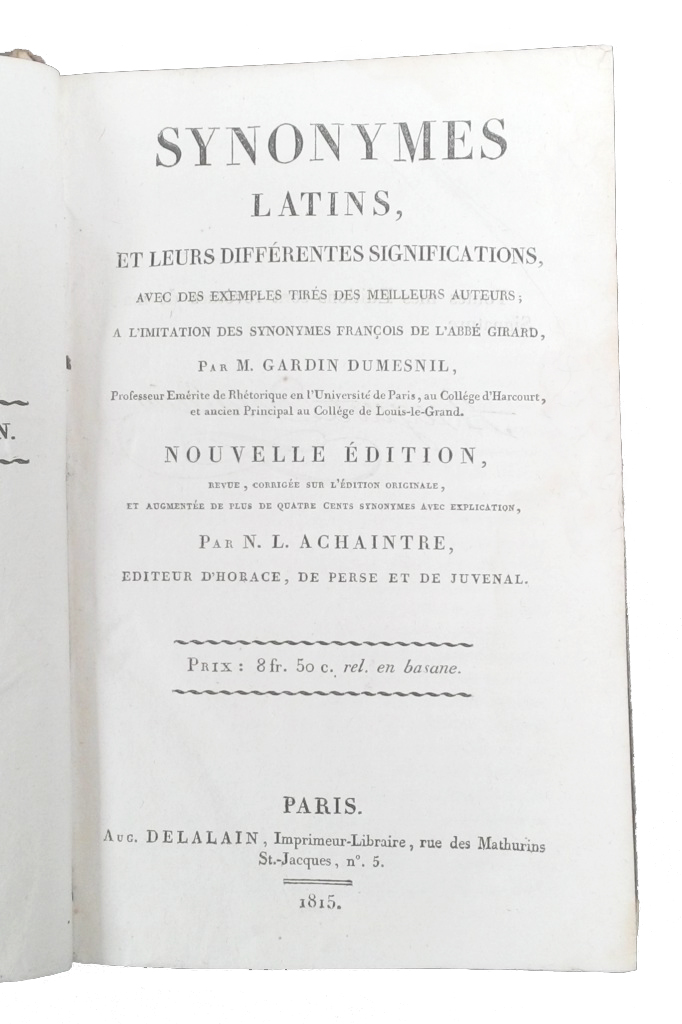 SYNONYMES
LATINS,
ET LEURS DIFFÉRENTES SIGNIFICATIONS,
AVEC DES EXEMPLES TIRÉS DES MEILLEURS AUTEURS;
A L'IMITATION DES SYNONYMES FRANÇOIS DE L'ABBÉ GIRARD,
PAR M. GARDIN DUMESNIL,
Professeur Emérite de Rhétorique en l'Université de Paris, au Collége d'Harcourt,
et ancien Principal au Collége de Louis-le-Grand.
NOUVELLE ÉDITION,
REVUE, CORRIGÉE SUR L'ÉDITION ORIGINALE,
ET AUGMENTÉE DE PLUS DE QUATRE CENTS SYNONYMES AVEC EXPLICATION,
PAR N. L. ACHAINTRE,
EDITEUR D'HORACE, DE PERSE ET DE JUVENAL.
PRIX: 8 fr. 50 c. rel. en basane.
PARIS.
AUG. DELALAIN, Imprimeur-Libraire, rue des Mathurins
St.-Jacques, n°. 5.
1815.
N.